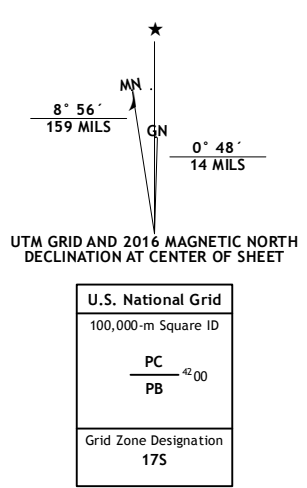 MN
8° 56´
159 MILS
GN
0° 48´
14 MILS
UTM GRID AND 2016 MAGNETIC NORTH
DECLINATION AT CENTER OF SHEET
U.S. National Grid
100,000-m Square ID
PC
4200
PB
Grid Zone Designation
17S